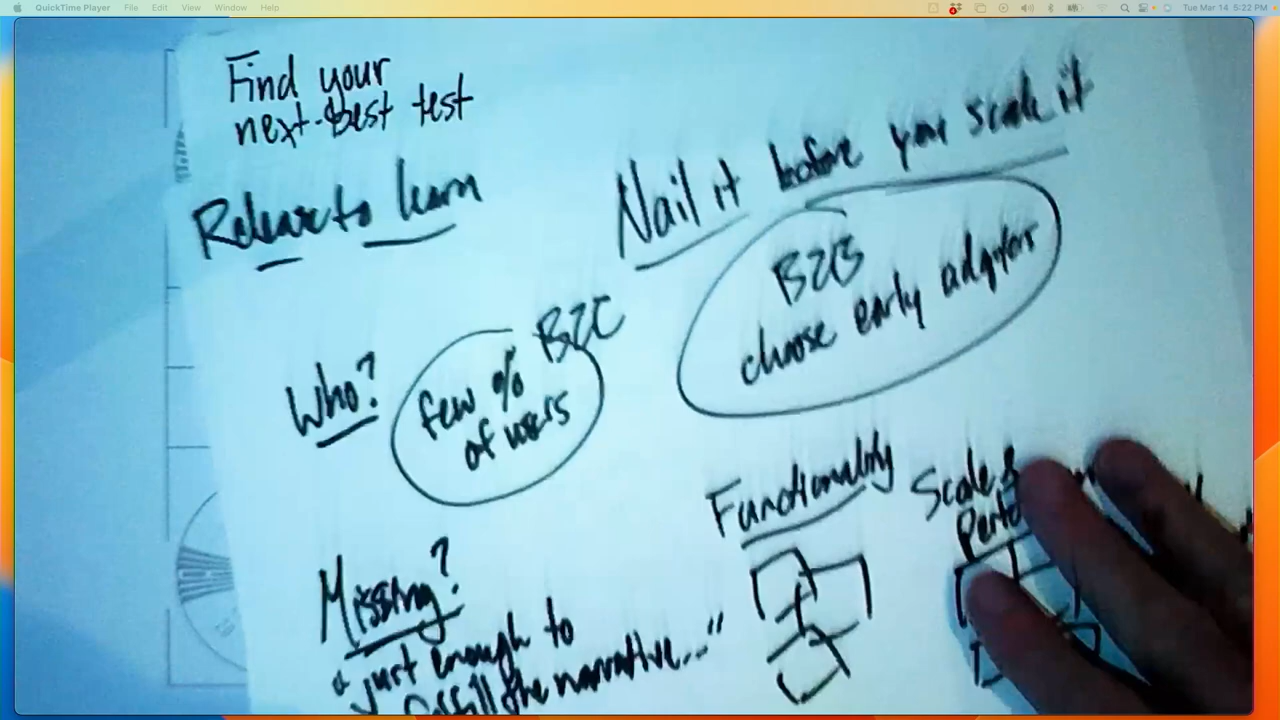 QuickTime Player File Edit View Window Help
Tue Mar 14 5:22 PM
Find your
next-best test
Release to learn
Nail it before you scale it
Who?
few %
of users
B2C
B2B
choose early adopters
Missing?
"just enough to
fulfill the narrative..."
Functionality
Scale &